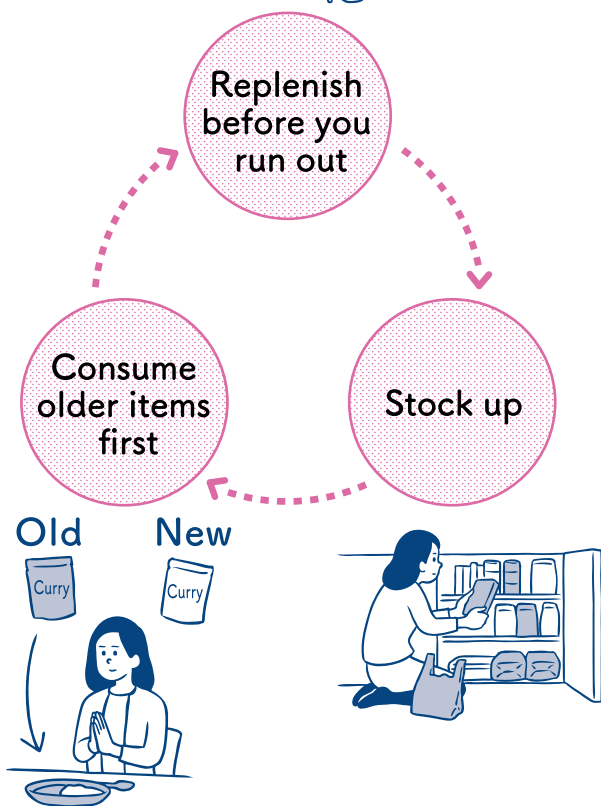 Replenish
before you
run out
Consume
older items
first
Stock up
Old
New
Curry
Curry